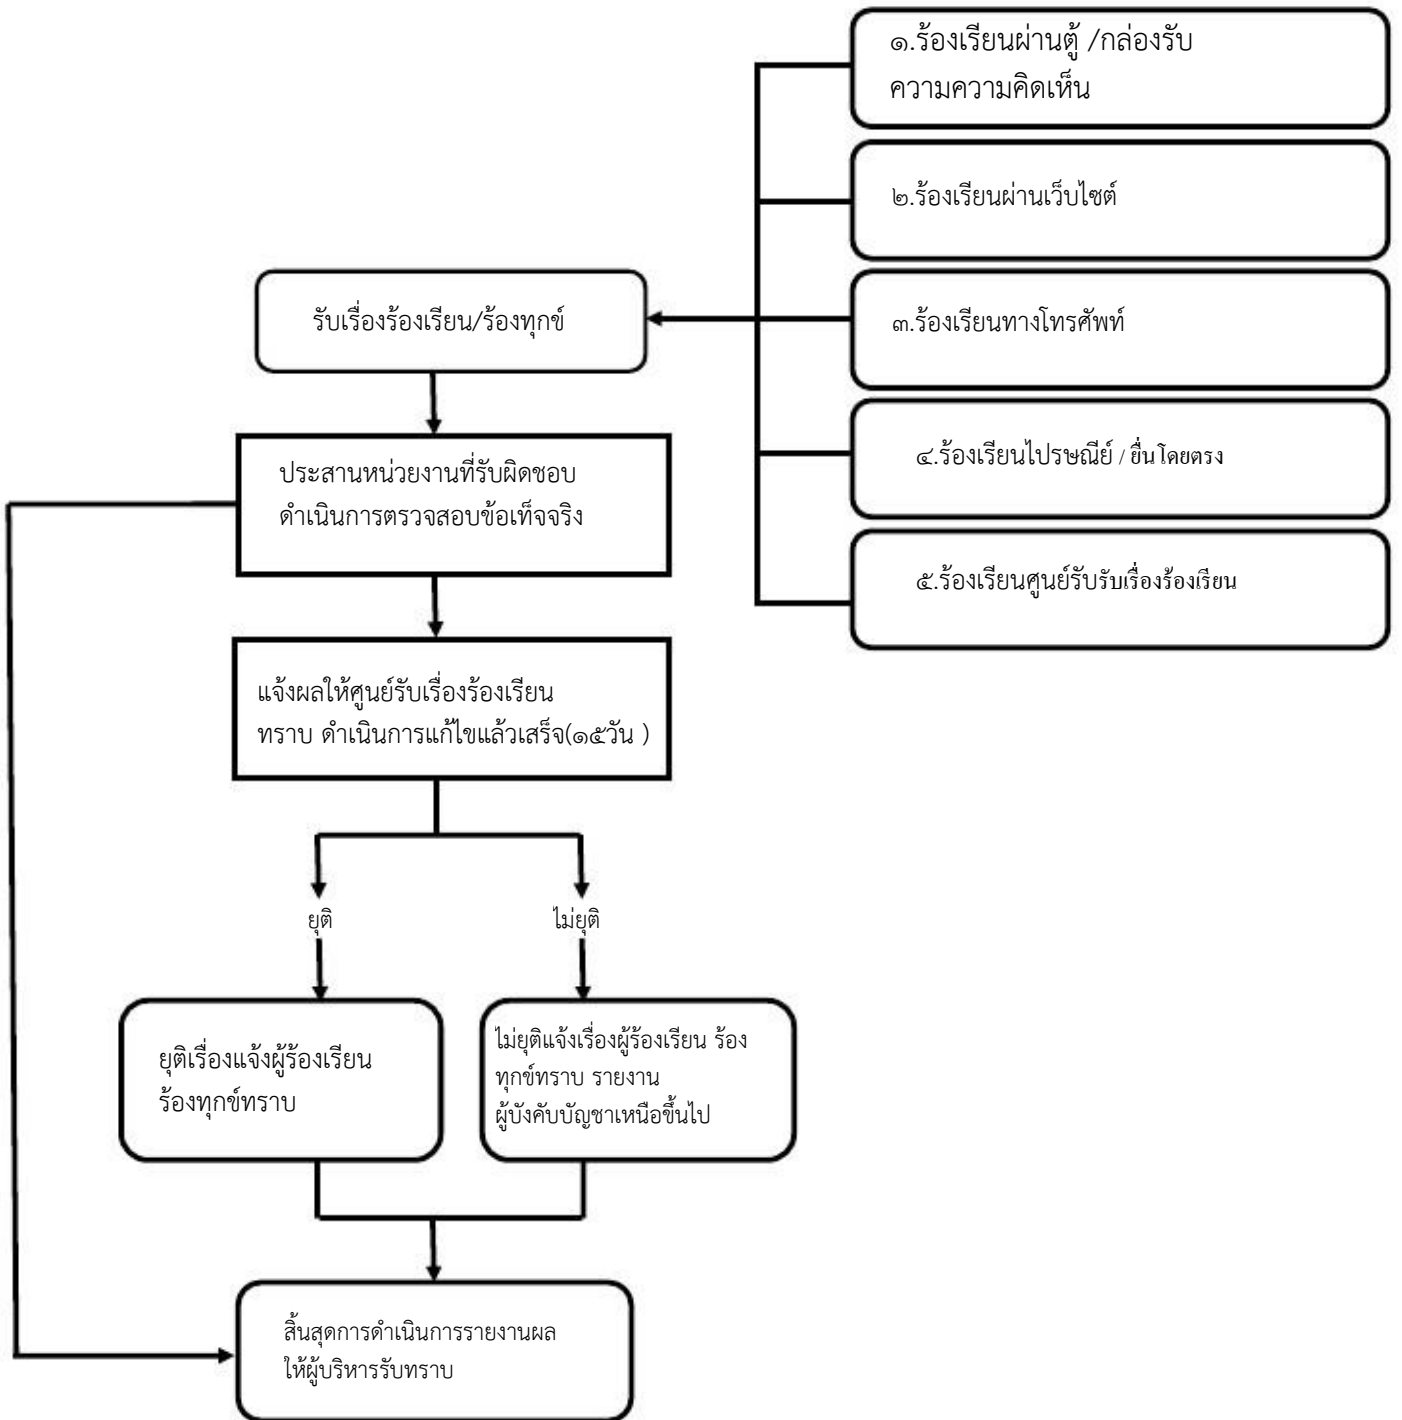 ๑.ร้องเรียนผ่านตู้ /กล่องรับ
ความความคิดเห็น
๒.ร้องเรียนผ่านเว็บไซต์
๓.ร้องเรียนทางโทรศัพท์
๔.ร้องเรียนไปรษณีย์ / ยื่นโดยตรง
๕.ร้องเรียนศูนย์รับรับเรื่องร้องเรียน
รับเรื่องร้องเรียน/ร้องทุกข์
ประสานหน่วยงานที่รับผิดชอบ
ดำเนินการตรวจสอบข้อเท็จจริง
แจ้งผลให้ศูนย์รับเรื่องร้องเรียน
ทราบ ดำเนินการแก้ไขแล้วเสร็จ(๑๕วัน )
ยุติ
ไม่ยุติ
ยุติเรื่องแจ้งผู้ร้องเรียน
ร้องทุกข์ทราบ
ไม่ยุติแจ้งเรื่องผู้ร้องเรียน ร้อง
ทุกข์ทราบ รายงาน
ผู้บังคับบัญชาเหนือขึ้นไป
สิ้นสุดการดำเนินการรายงานผล
ให้ผู้บริหารรับทราบ